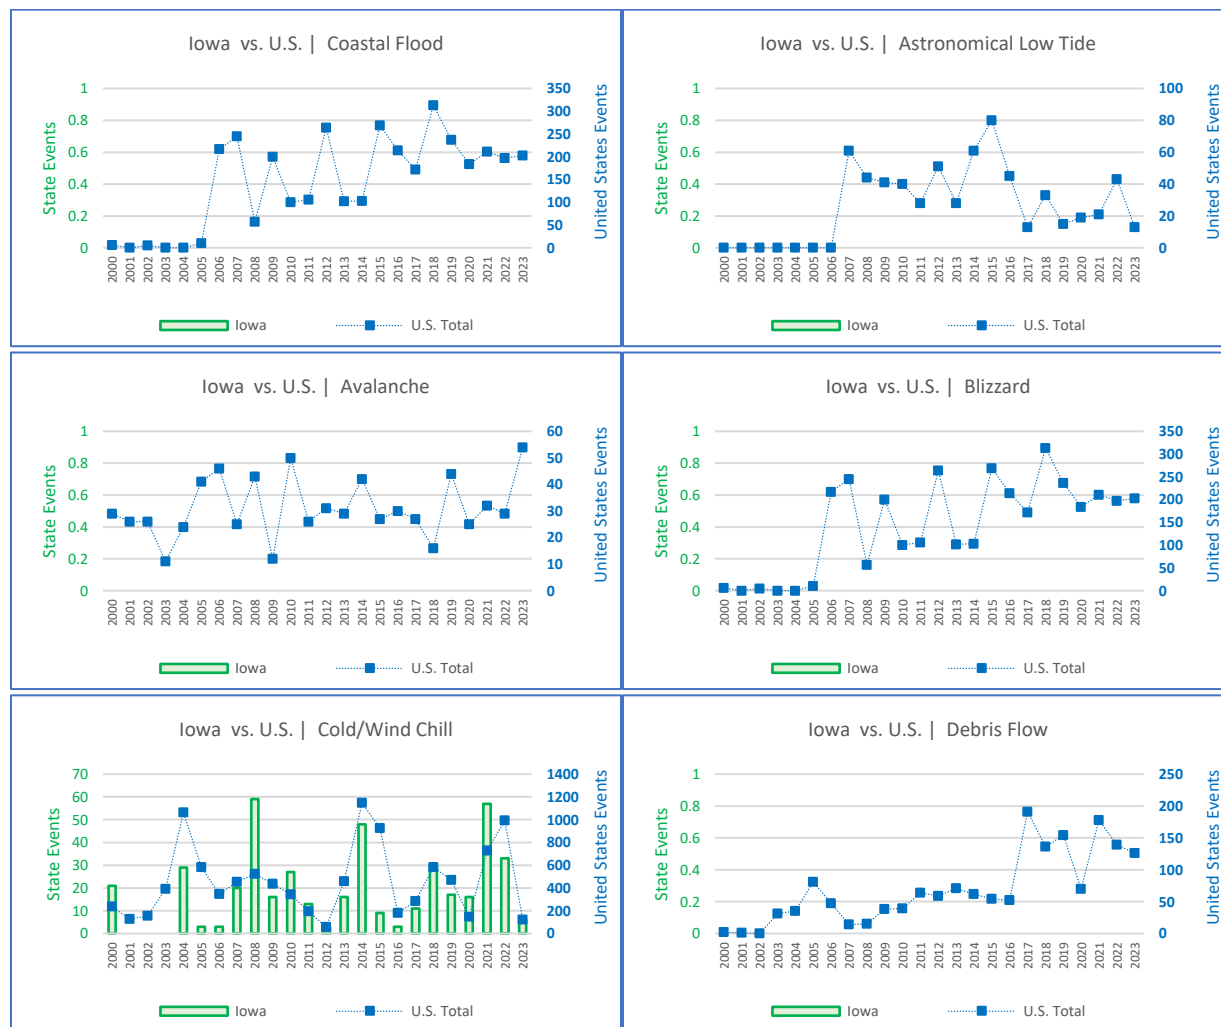 Iowa vs. U.S. | Coastal Flood
State Events
United States Events
1
0.8
0.6
0.4
0.2
0
350
300
250
200
150
100
50
0
2000 2001 2002 2003 2004 2005 2006 2007 2008 2009 2010 2011 2012 2013 2014 2015 2016 2017 2018 2019 2020 2021 2022 2023
Iowa U.S. Total
Iowa vs. U.S. | Astronomical Low Tide
State Events
United States Events
1
0.8
0.6
0.4
0.2
0
100
80
60
40
20
0
2000 2001 2002 2003 2004 2005 2006 2007 2008 2009 2010 2011 2012 2013 2014 2015 2016 2017 2018 2019 2020 2021 2022 2023
Iowa U.S. Total
Iowa vs. U.S. | Avalanche
State Events
United States Events
1
0.8
0.6
0.4
0.2
0
60
50
40
30
20
10
0
2000 2001 2002 2003 2004 2005 2006 2007 2008 2009 2010 2011 2012 2013 2014 2015 2016 2017 2018 2019 2020 2021 2022 2023
Iowa U.S. Total
Iowa vs. U.S. | Blizzard
State Events
United States Events
1
0.8
0.6
0.4
0.2
0
350
300
250
200
150
100
50
0
2000 2001 2002 2003 2004 2005 2006 2007 2008 2009 2010 2011 2012 2013 2014 2015 2016 2017 2018 2019 2020 2021 2022 2023
Iowa U.S. Total
Iowa vs. U.S. | Cold/Wind Chill
State Events
United States Events
70
60
50
40
30
20
10
0
1400
1200
1000
800
600
400
200
0
2000 2001 2002 2003 2004 2005 2006 2007 2008 2009 2010 2011 2012 2013 2014 2015 2016 2017 2018 2019 2020 2021 2022 2023
Iowa U.S. Total
Iowa vs. U.S. | Debris Flow
State Events
United States Events
1
0.8
0.6
0.4
0.2
0
250
200
150
100
50
0
2000 2001 2002 2003 2004 2005 2006 2007 2008 2009 2010 2011 2012 2013 2014 2015 2016 2017 2018 2019 2020 2021 2022 2023
Iowa U.S. Total